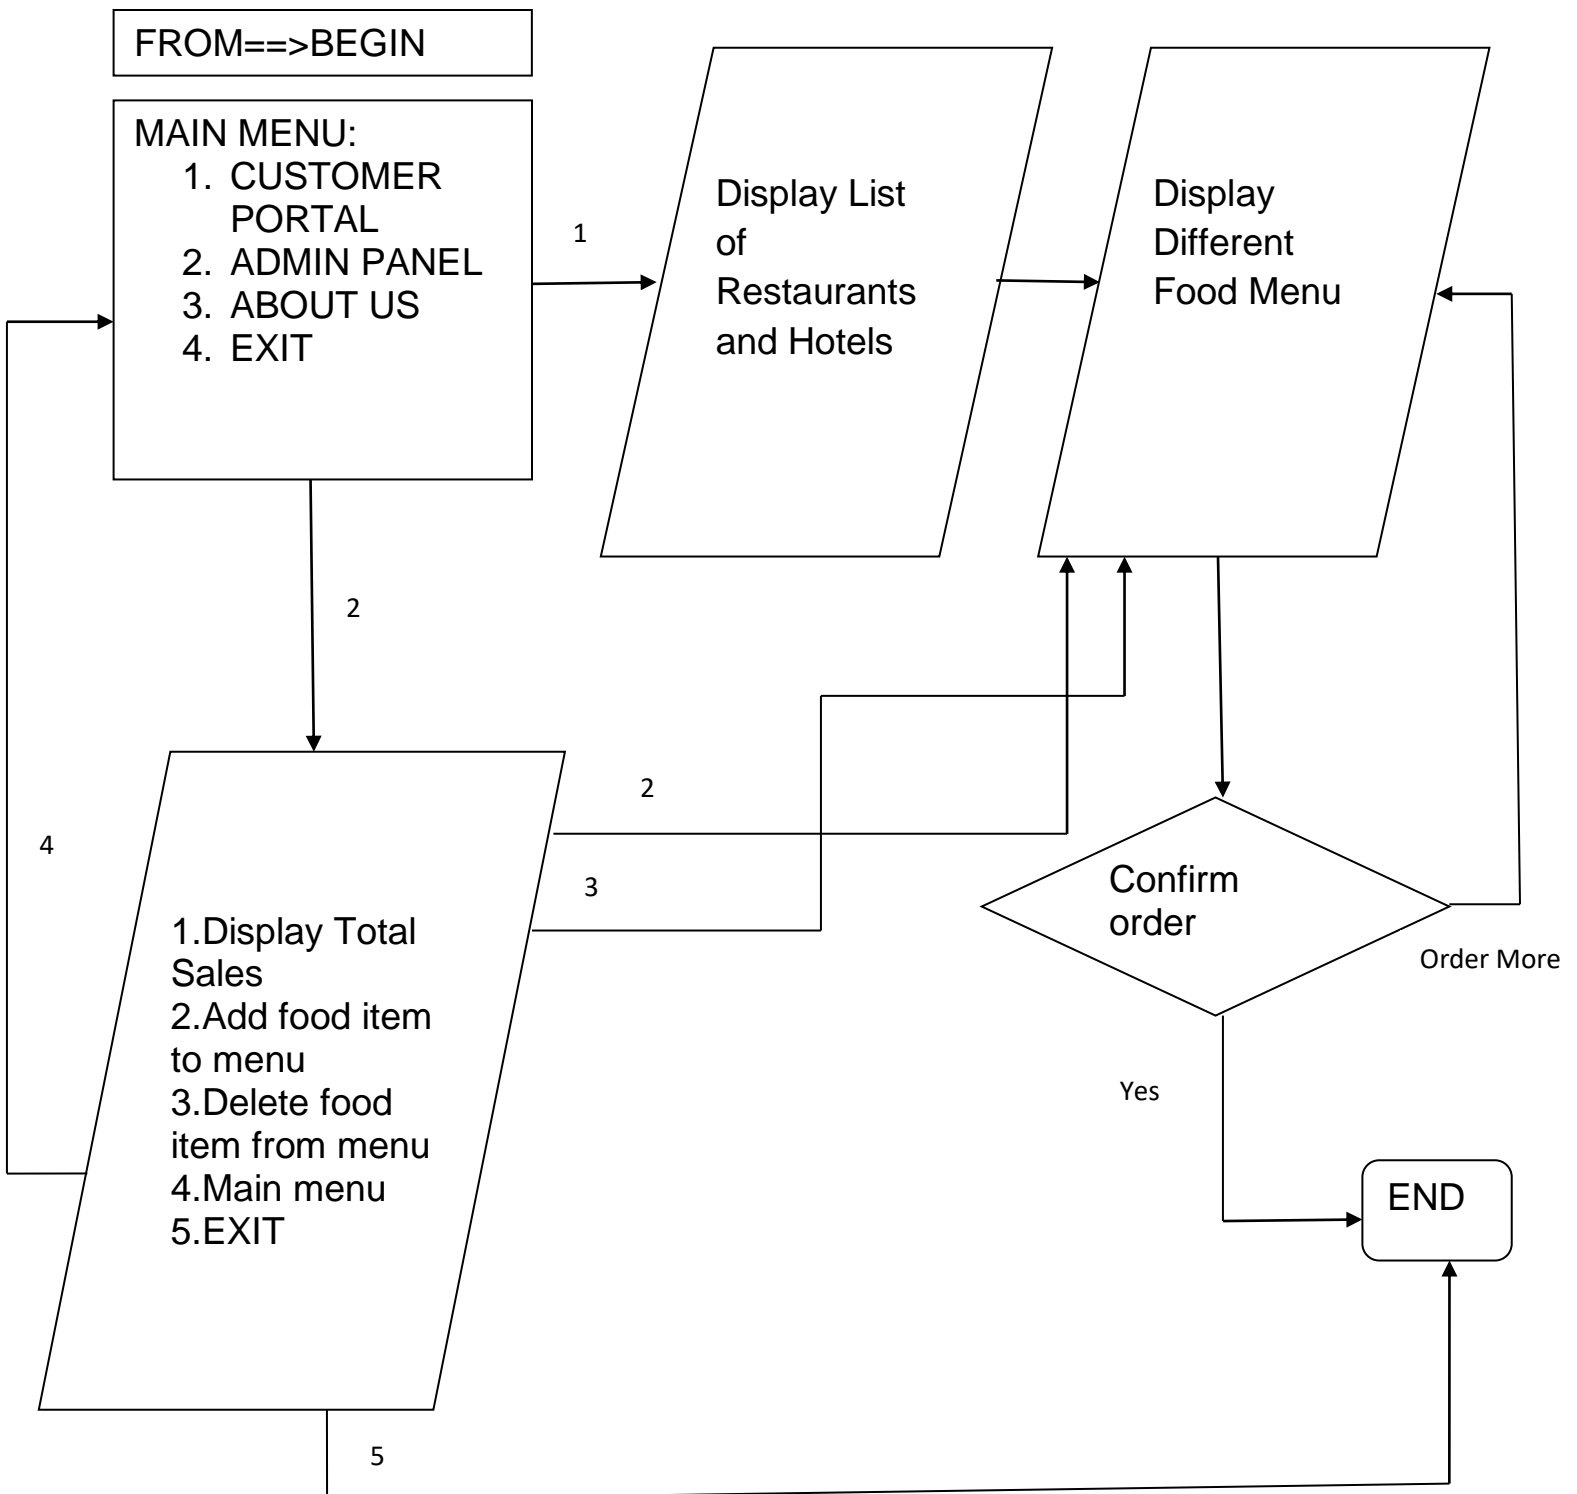 FROM==>BEGIN
MAIN MENU:
1. CUSTOMER
PORTAL
2. ADMIN PANEL
3. ABOUT US
4. EXIT
1
Display List
of
Restaurants
and Hotels
Display
Different
Food Menu
2
4
2
3
1.Display Total
Sales
2.Add food item
to menu
3.Delete food
item from menu
4.Main menu
5.EXIT
Confirm
order
Order More
Yes
END
5